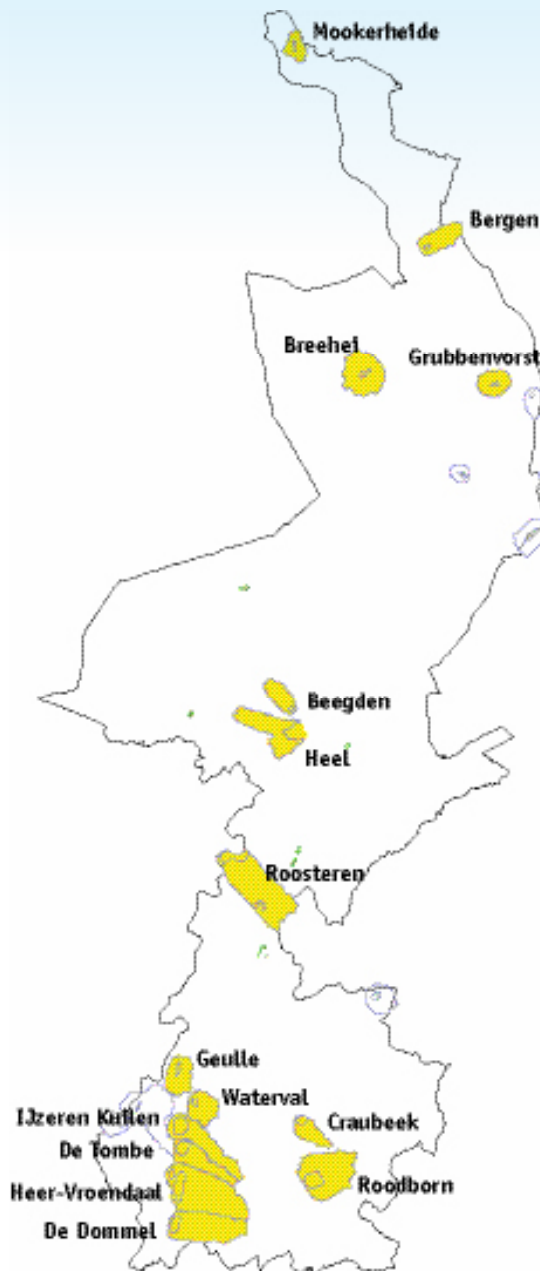 Mookerheide
Bergen
Breehei
Grubbenvorst
Beegden
Heel
Roosteren
Geulle
Waterval
IJzeren Kuilen
Craubeek
De Tombe
Roodborn
Heer-Vroendaal
De Dommel